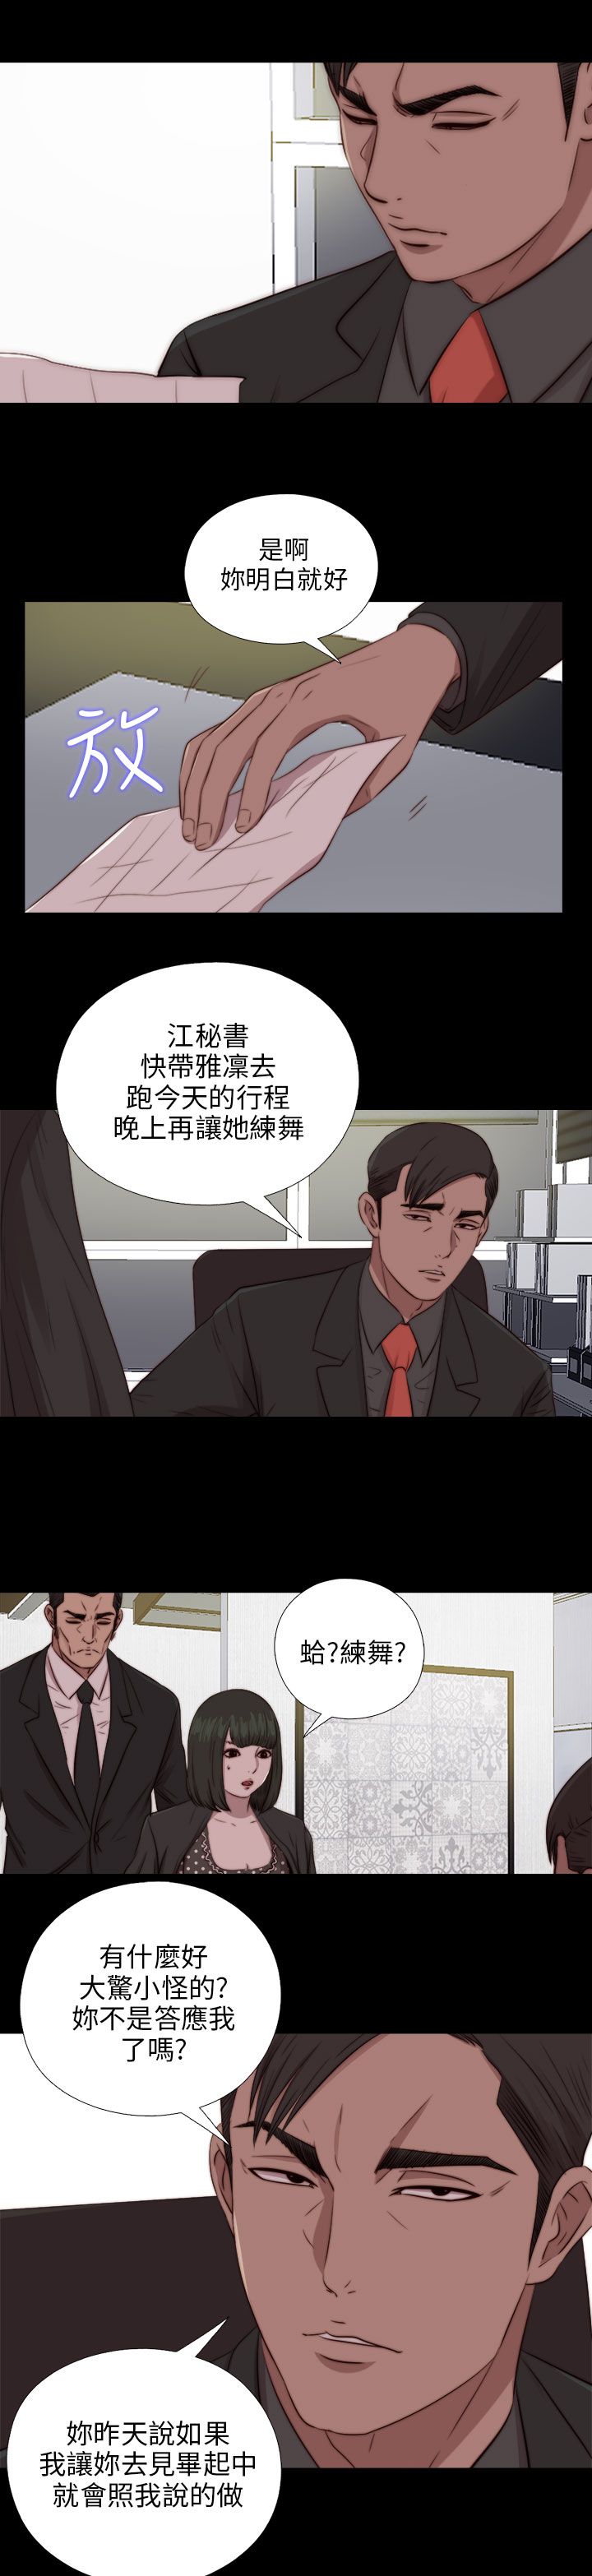 是啊
妳明白就好
放
江秘書
快帶雅凜去
跑今天的行程
晚上再讓她練舞
蛤?練舞?
有什麼好
大驚小怪的?
妳不是答應我
了嗎?
妳昨天說如果
我讓妳去見畢起中
就會照我說的做